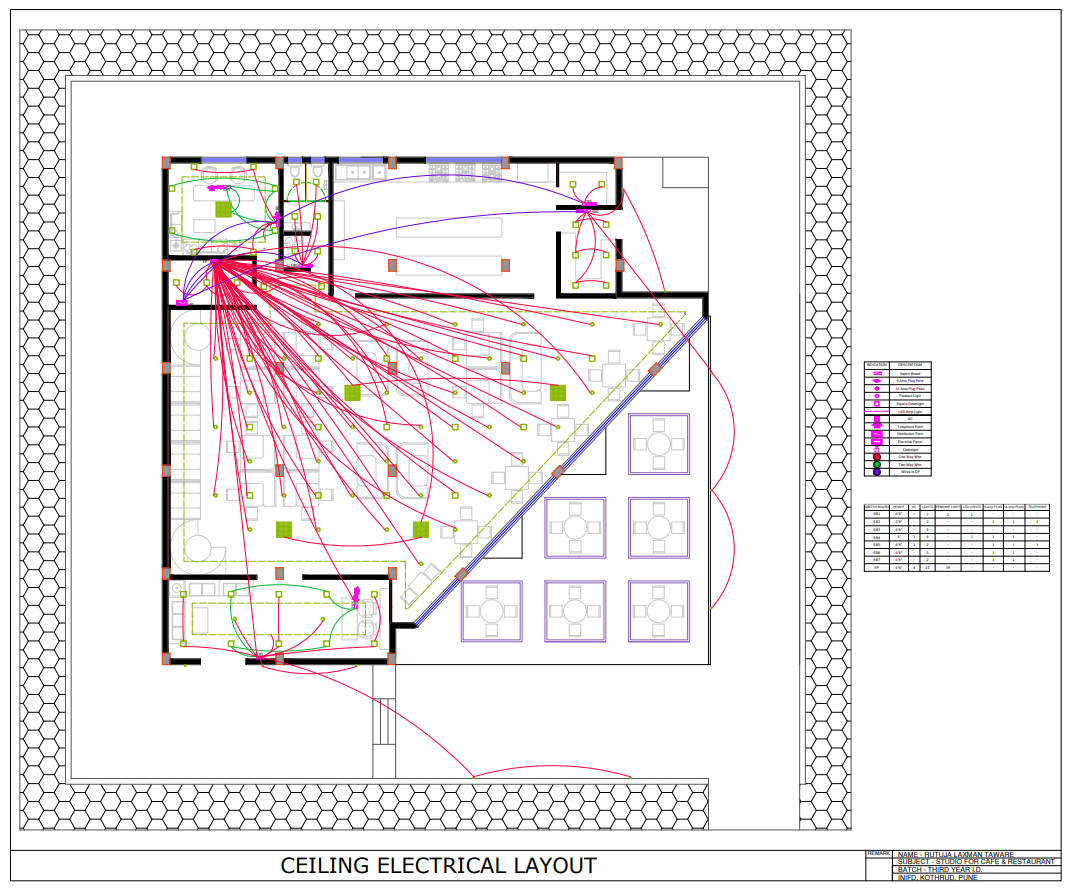 INDICATION DESCRIPTION
Switch Board
6 Amp Plug Point
16 Amp Plug Point
Pendant Light
Square Downlight
LED Strip Light
AC
Telephone Point
Distribution Point
Electrical Panel
Downlight
One Way Wire
Two Way Wire
Wires to DP
SWITCH BOARD HEIGHT AC LIGHTS PENDANT LIGHT LED LIGHTS 6 amp PLUG 16 amp PLUG TELEPHONE
SB1 4'6" - 7 2 1 - - -
SB2 2'6" - 2 - - 1 1 1
SB3 4'6" - 6 - - - - -
SB4 4' 1 4 - 1 1 1 -
SB5 4'6" 1 2 - - 1 1 1
SB6 4'6" - 5 - - 1 1 -
SB7 4'6" - 2 - - 1 1 -
EP 4'6" 4 23 39 - - - -
CEILING ELECTRICAL LAYOUT
REMARK
NAME - RUTUJA LAXMAN TAWARE
SUBJECT - STUDIO FOR CAFE & RESTAURANT
BATCH - THIRD YEAR I.D.
INIFD, KOTHRUD, PUNE